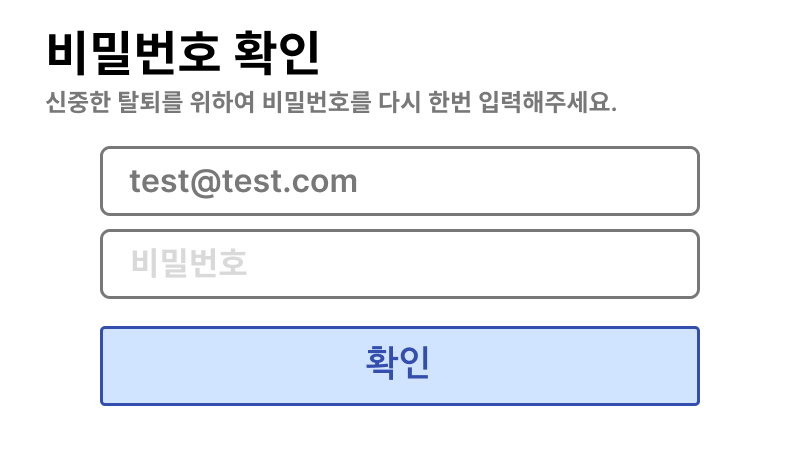 비밀번호 확인
신중한 탈퇴를 위하여 비밀번호를 다시 한번 입력해주세요.
test@test.com
비밀번호
확인